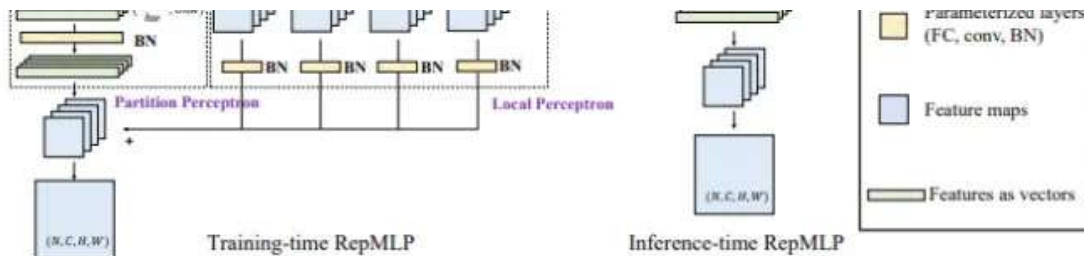 BN
BN
BN
BN
BN
Partition Perceptron
Local Perceptron
+
(N, C, H, W)
Training-time RepMLP
(N, C, H, W)
Inference-time RepMLP
Parameterized layers
(FC, conv, BN)
Feature maps
Features as vectors